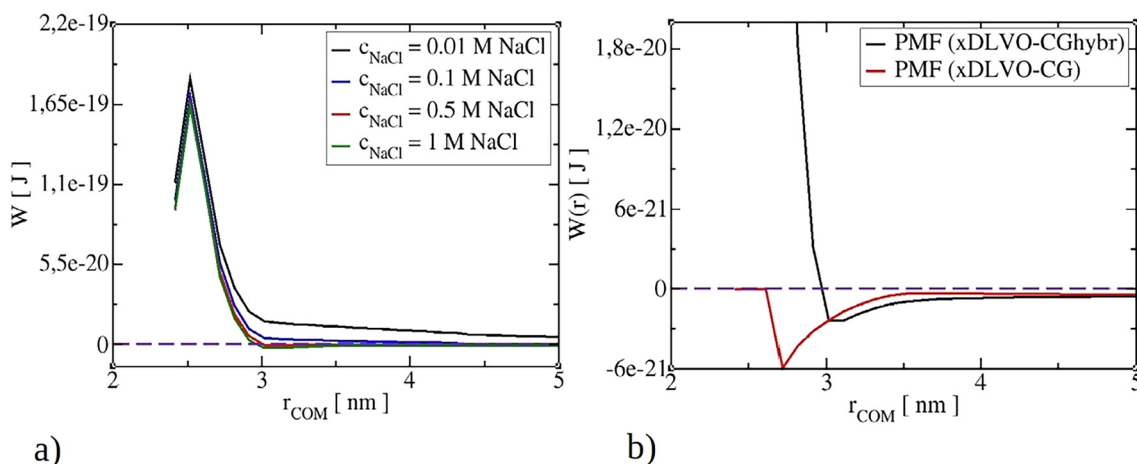 2,2e-19
1,65e-19
1,1e-19
5,5e-20
0
W [ J ]
c_NaCl = 0.01 M NaCl
c_NaCl = 0.1 M NaCl
c_NaCl = 0.5 M NaCl
c_NaCl = 1 M NaCl
2 3 4 5
r_COM [ nm ]
a)
1,8e-20
1,2e-20
6e-21
0
-6e-21
W(r) [ J ]
PMF (xDLVO-CGhybr)
PMF (xDLVO-CG)
2 3 4 5
r_COM [ nm ]
b)